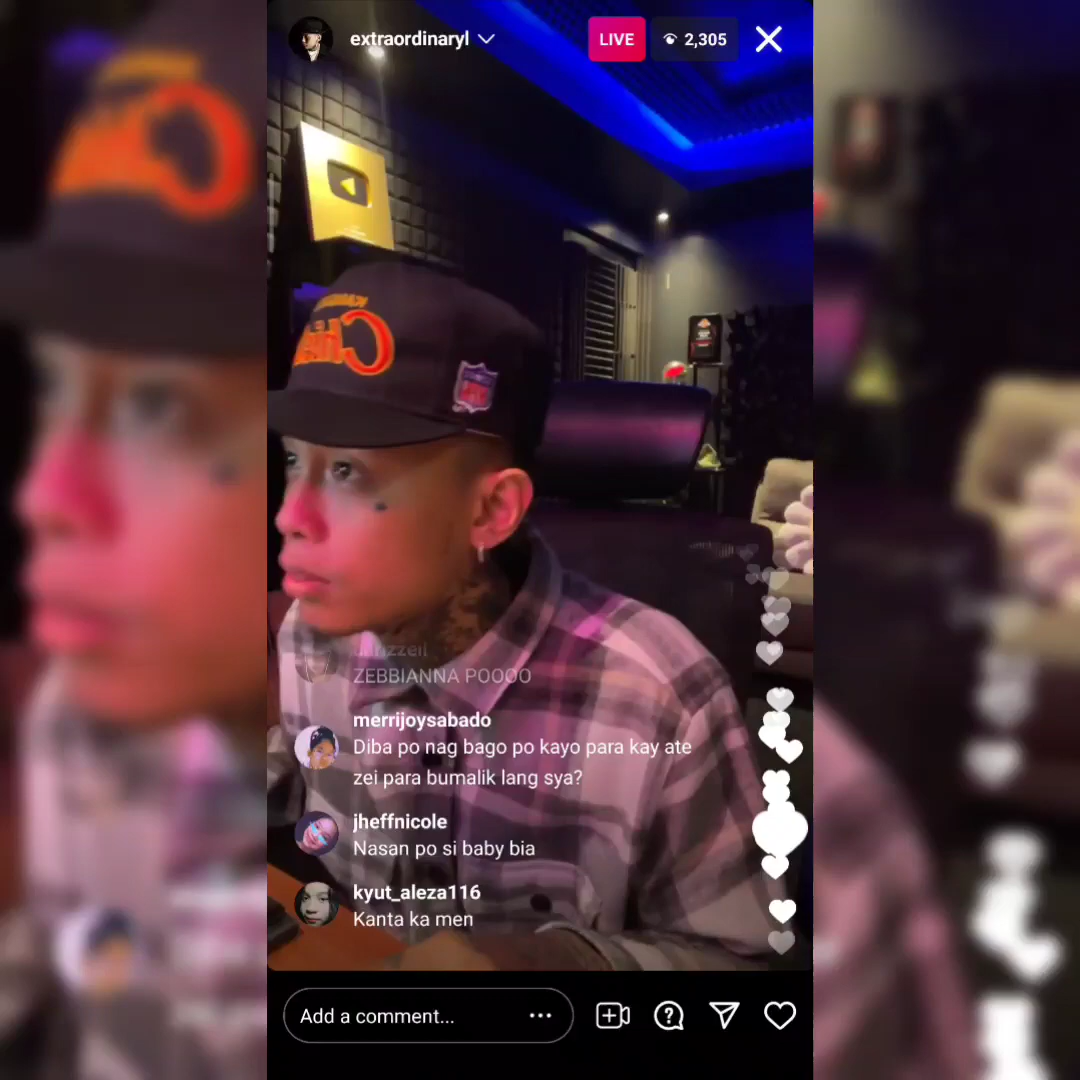 extraordinaryl
LIVE
2,305
ZEBBIANNA POOOO
merrijoysabado
Diba po nag bago po kayo para kay ate
zei para bumalik lang sya?
jheffnicole
Nasan po si baby bia
kyut_aleza116
Kanta ka men
Add a comment...